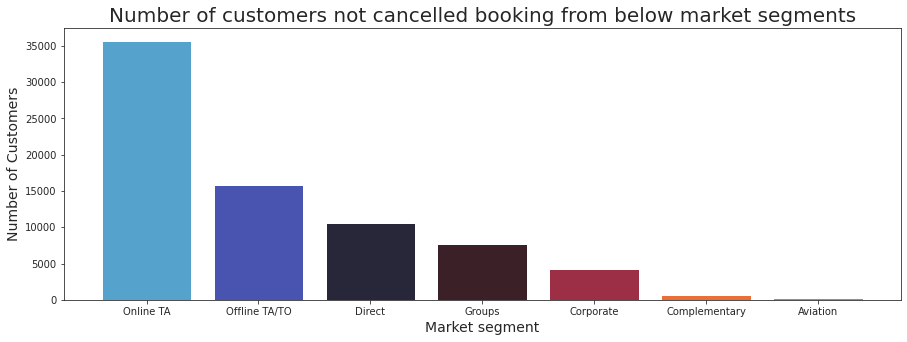 Number of customers not cancelled booking from below market segments
Number of Customers
35000
30000
25000
20000
15000
10000
5000
0
Online TA
Offline TA/TO
Direct
Groups
Corporate
Complementary
Aviation
Market segment